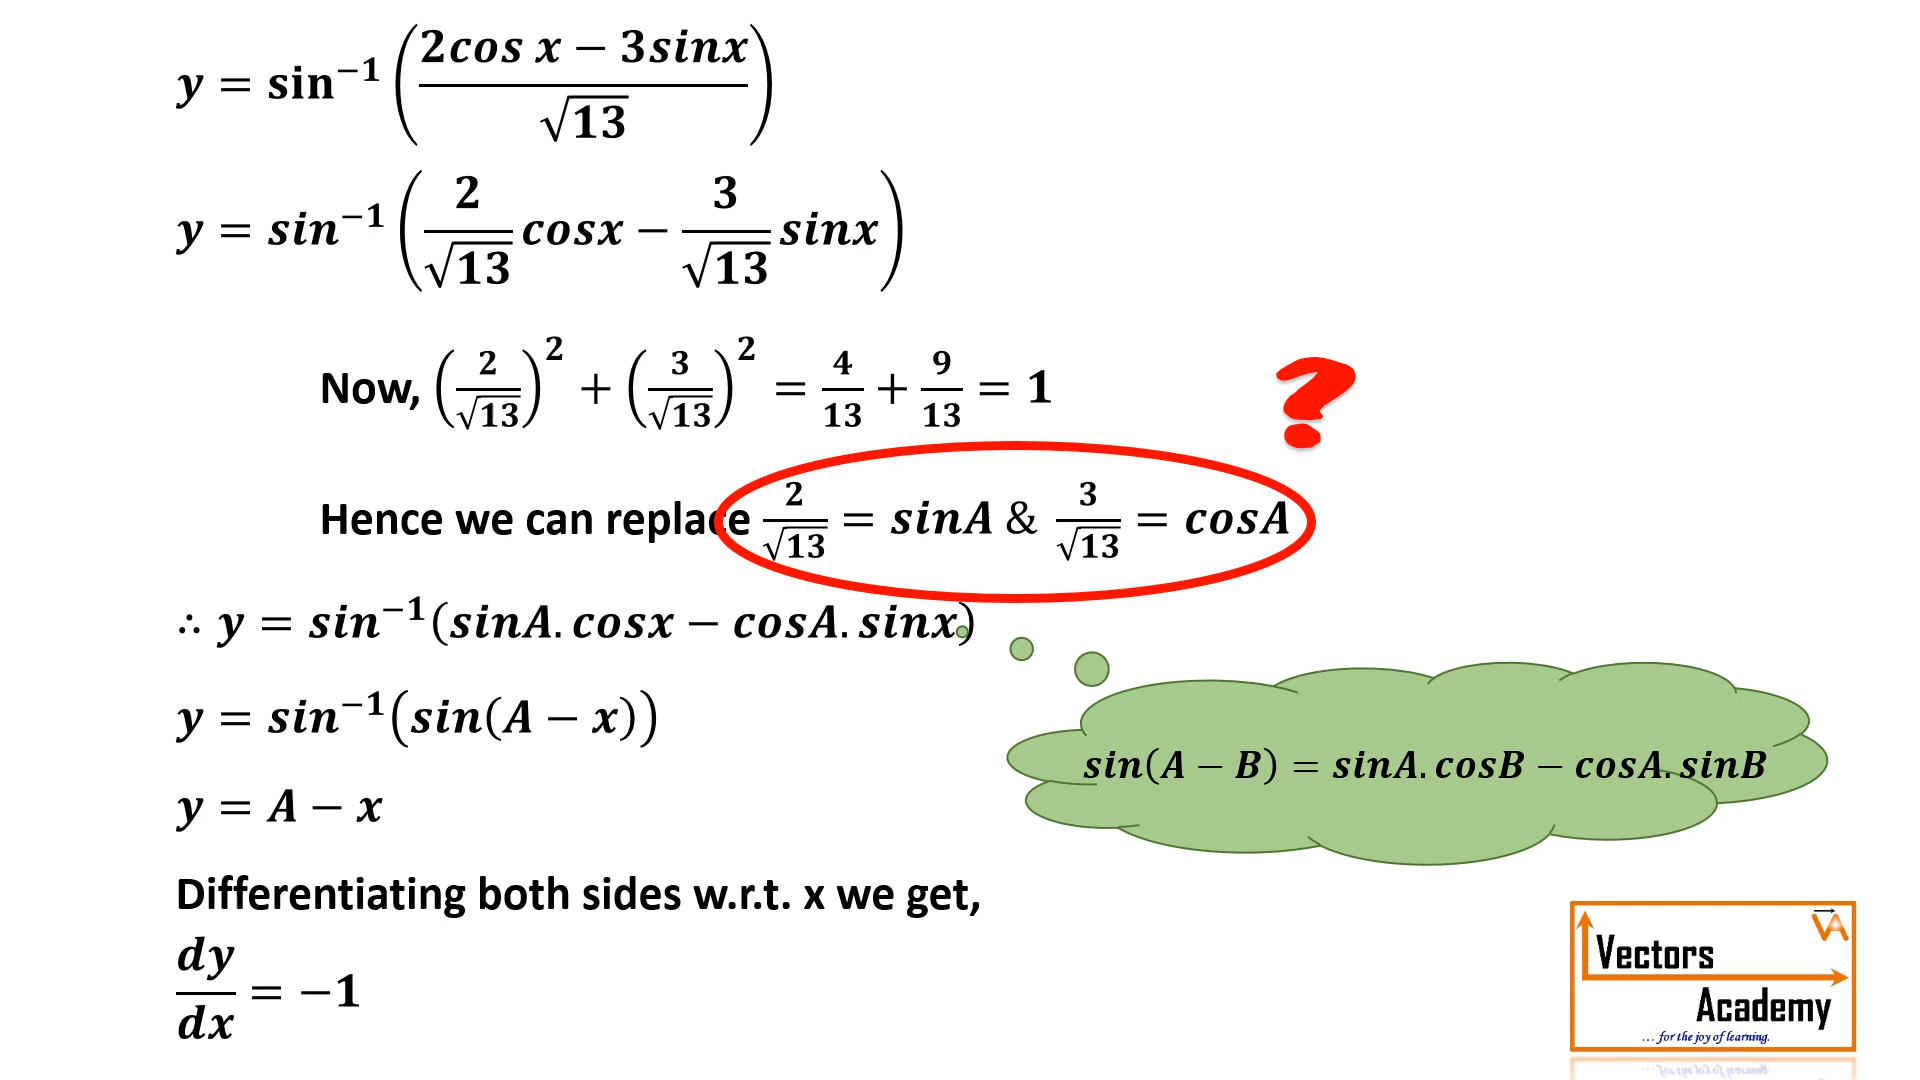 y = sin⁻¹((2cos x − 3sinx)/√13)
y = sin⁻¹(2/√13 cosx − 3/√13 sinx)
Now, (2/√13)² + (3/√13)² = 4/13 + 9/13 = 1
?
Hence we can replace 2/√13 = sinA & 3/√13 = cosA
∴ y = sin⁻¹(sinA.cosx − cosA.sinx)
y = sin⁻¹(sin(A − x))
sin(A − B) = sinA.cosB − cosA.sinB
y = A − x
Differentiating both sides w.r.t. x we get,
dy/dx = −1
VA
Vectors
Academy
... for the joy of learning.